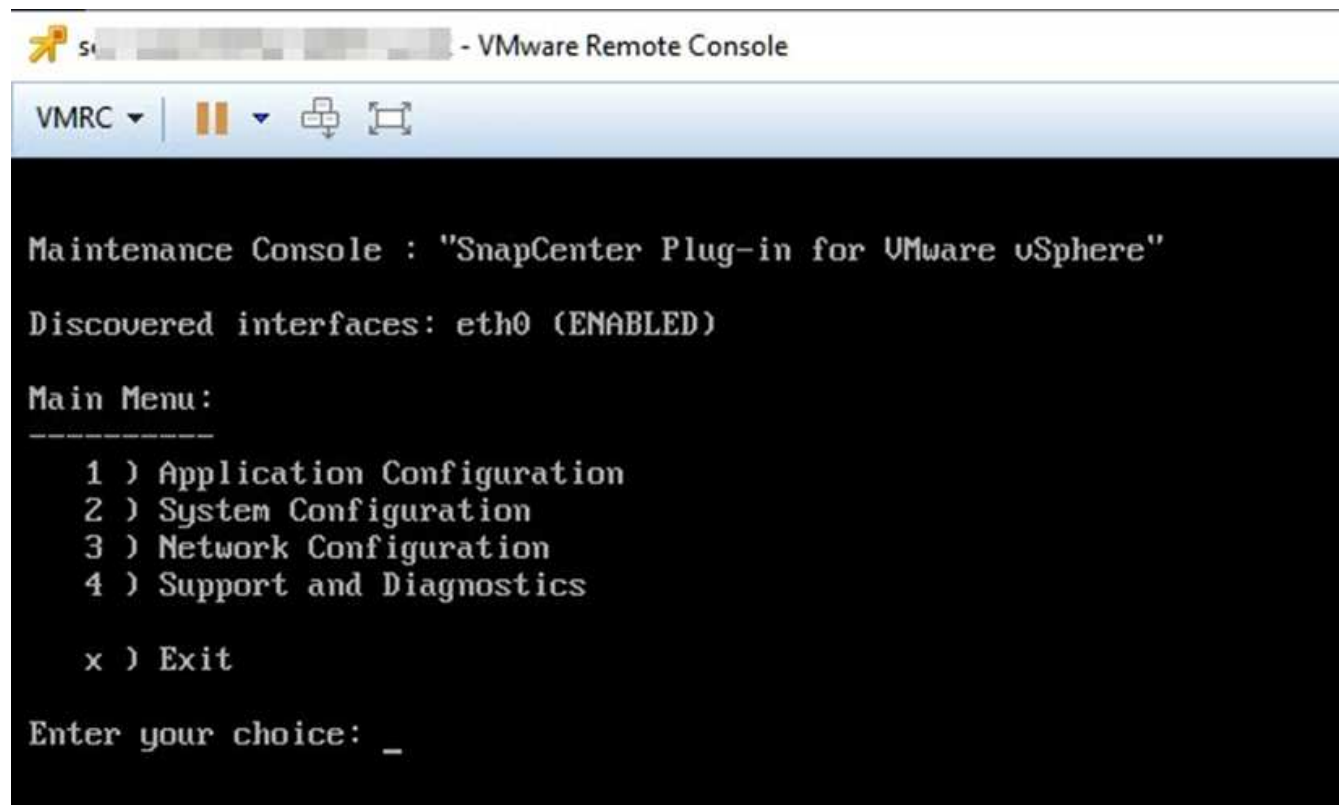 - VMware Remote Console
VMRC
Maintenance Console : "SnapCenter Plug-in for VMware vSphere"
Discovered interfaces: eth0 (ENABLED)
Main Menu:
----------
1 ) Application Configuration
2 ) System Configuration
3 ) Network Configuration
4 ) Support and Diagnostics
x ) Exit
Enter your choice: _